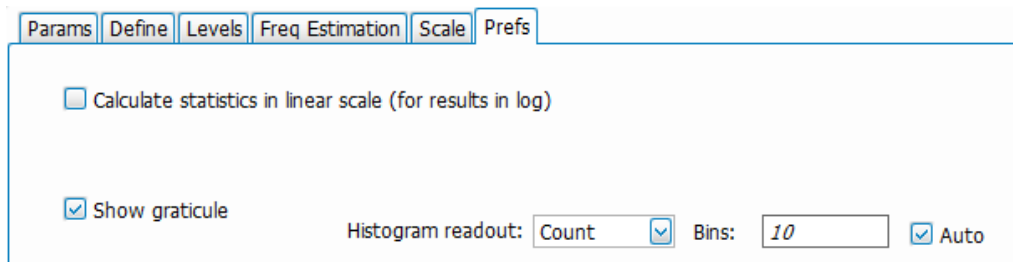 Params Define Levels Freq Estimation Scale Prefs
Calculate statistics in linear scale (for results in log)
Show graticule
Histogram readout: Count Bins: 10 Auto